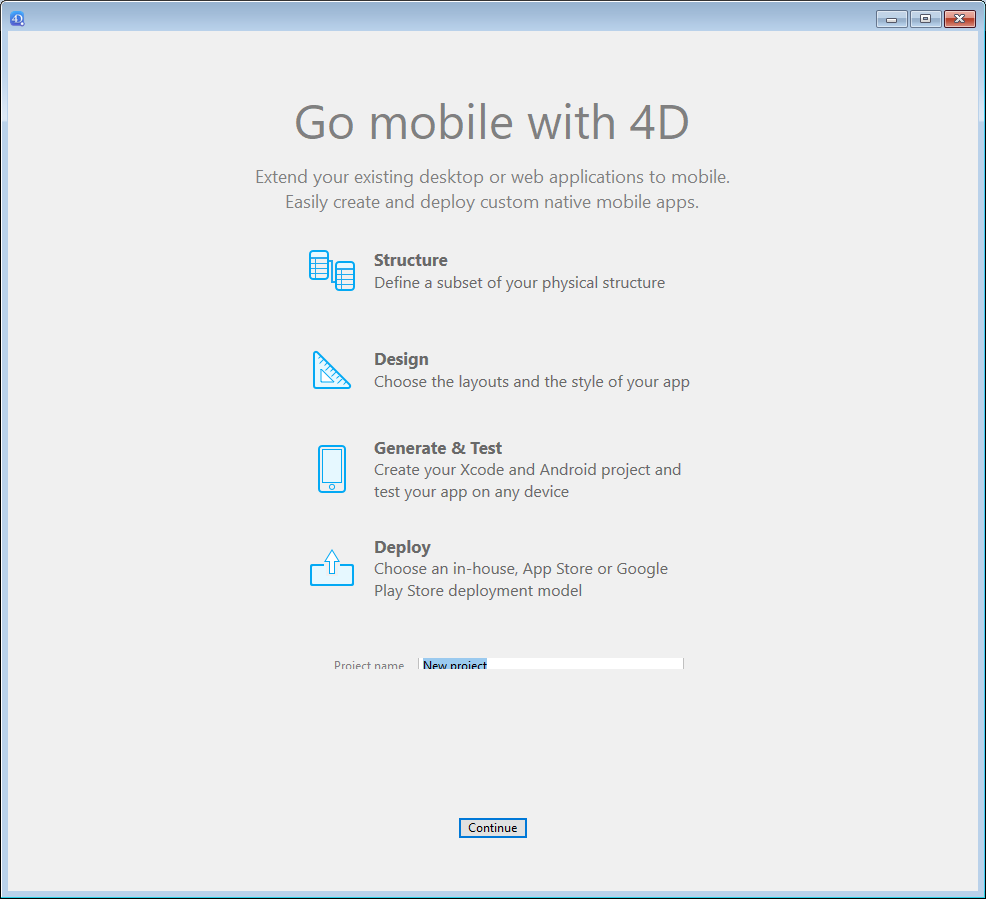 4D
Go mobile with 4D
Extend your existing desktop or web applications to mobile.
Easily create and deploy custom native mobile apps.
Structure
Define a subset of your physical structure
Design
Choose the layouts and the style of your app
Generate & Test
Create your Xcode and Android project and
test your app on any device
Deploy
Choose an in-house, App Store or Google
Play Store deployment model
Project name New project
Continue